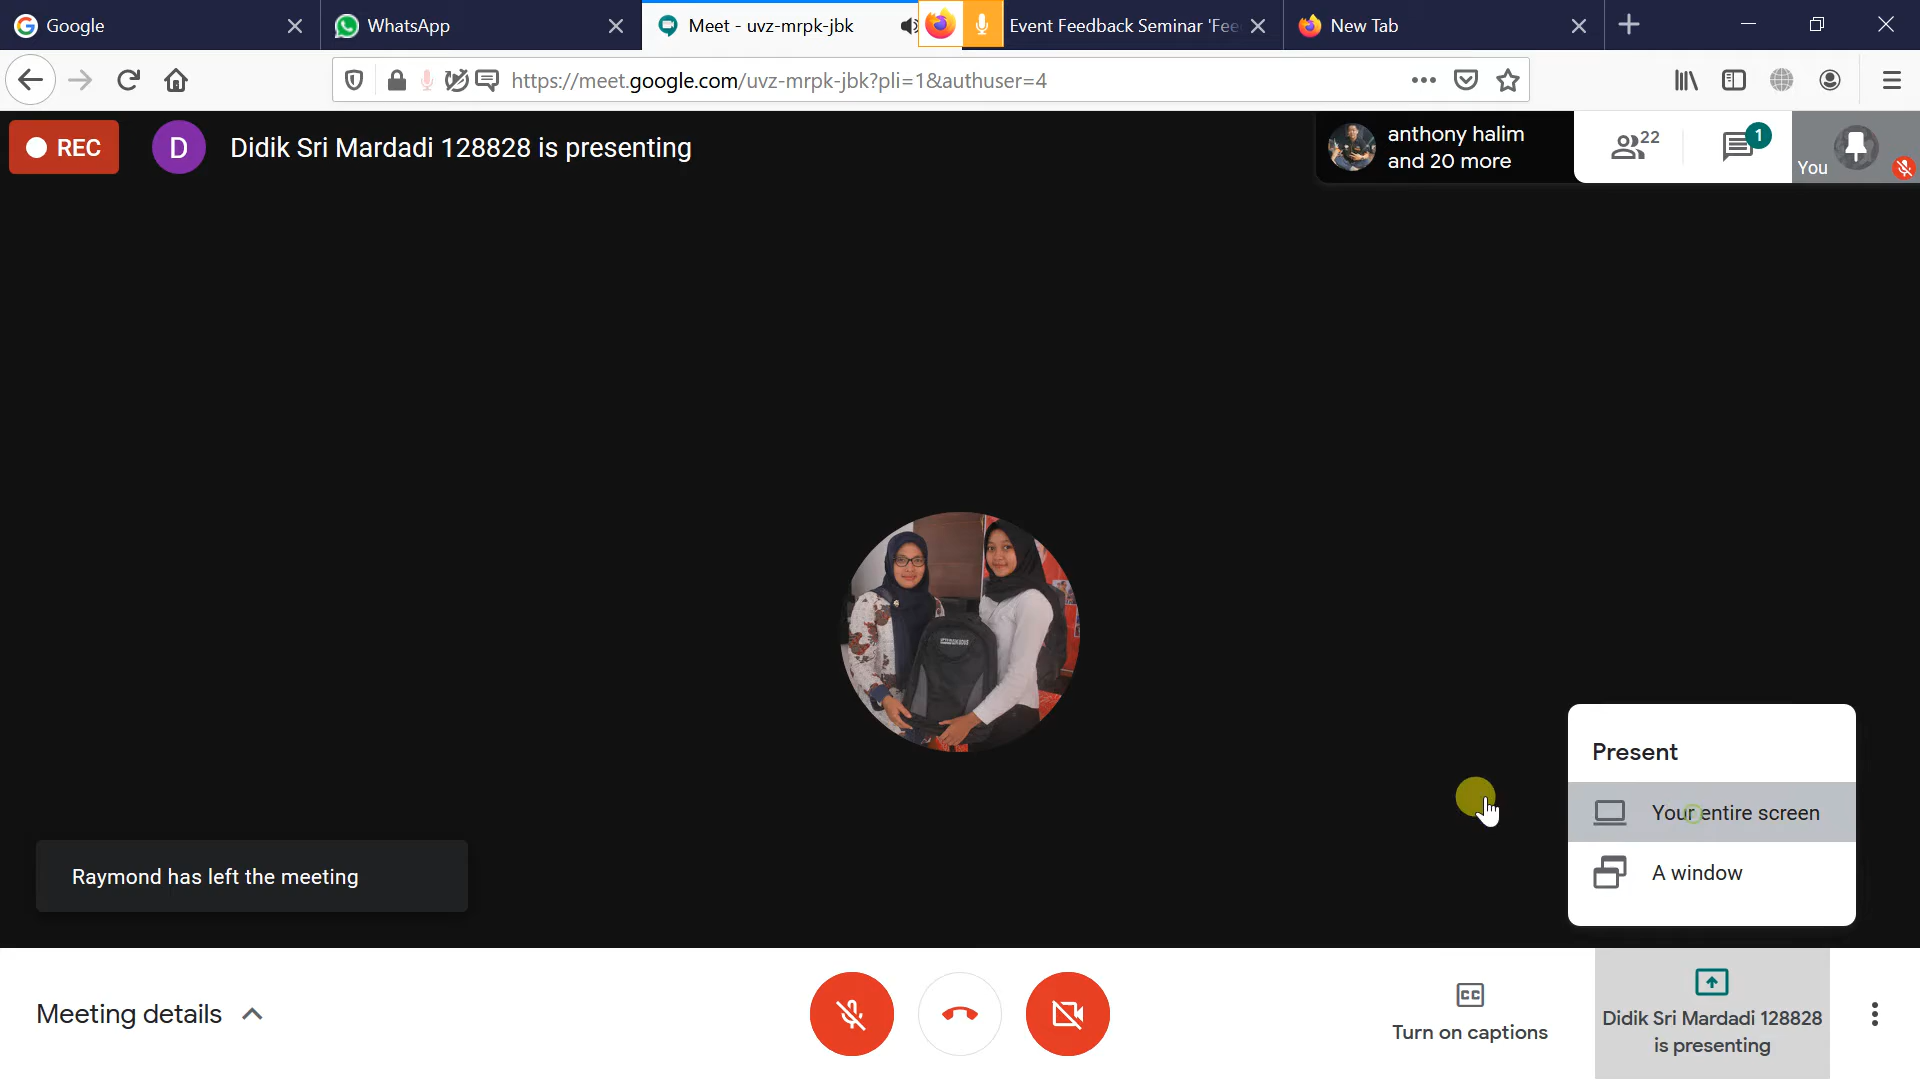 Google
WhatsApp
Meet - uvz-mrpk-jbk
Event Feedback Seminar 'Fee
New Tab
https://meet.google.com/uvz-mrpk-jbk?pli=1&authuser=4
REC
D
Didik Sri Mardadi 128828 is presenting
anthony halim
and 20 more
22
1
You
Present
Your entire screen
A window
Raymond has left the meeting
Meeting details
CC
Turn on captions
Didik Sri Mardadi 128828
is presenting